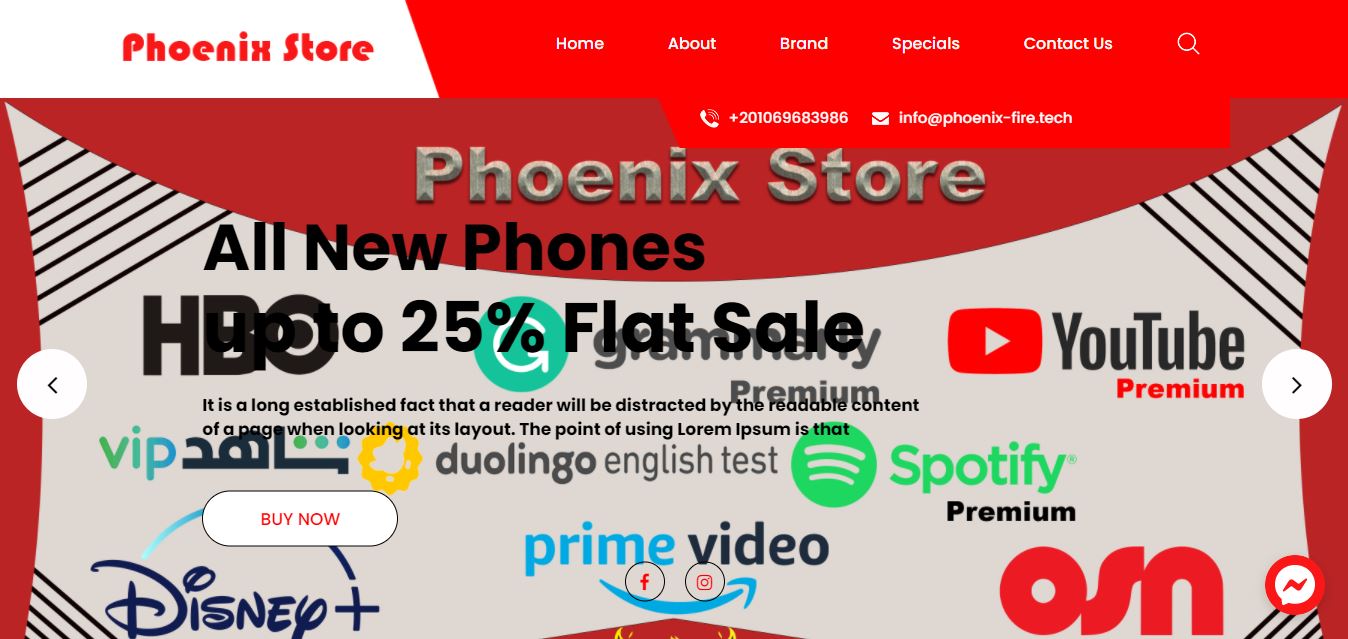 Phoenix Store
Home About Brand Specials Contact Us
+201069683986 info@phoenix-fire.tech
Phoenix Store
All New Phones
up to 25% Flat Sale
HBO
grammarly
Premium
YouTube
Premium
It is a long established fact that a reader will be distracted by the readable content
of a page when looking at its layout. The point of using Lorem Ipsum is that
شاهد vip
duolingo english test
Spotify®
Premium
BUY NOW
prime video
Disney+
osn